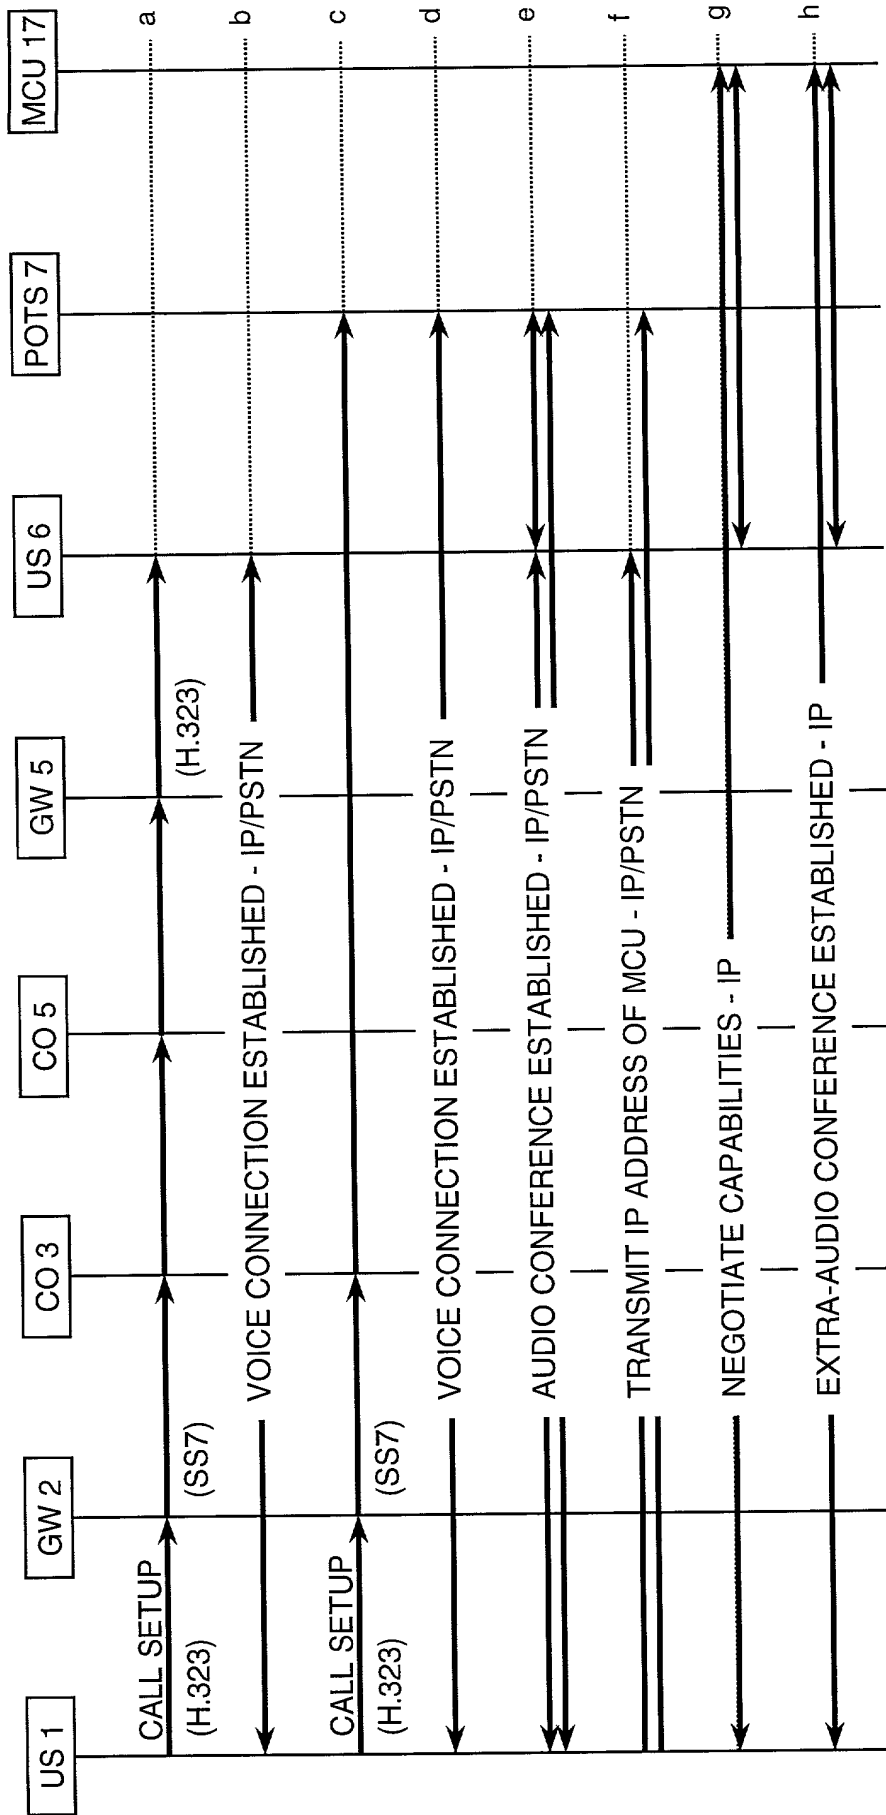 US 1
GW 2
CO 3
CO 5
GW 5
US 6
POTS 7
MCU 17
CALL SETUP
(H.323)
(SS7)
(H.323)
a
VOICE CONNECTION ESTABLISHED - IP/PSTN
b
CALL SETUP
(H.323)
(SS7)
c
VOICE CONNECTION ESTABLISHED - IP/PSTN
d
AUDIO CONFERENCE ESTABLISHED - IP/PSTN
e
TRANSMIT IP ADDRESS OF MCU - IP/PSTN
f
NEGOTIATE CAPABILITIES - IP
g
EXTRA-AUDIO CONFERENCE ESTABLISHED - IP
h